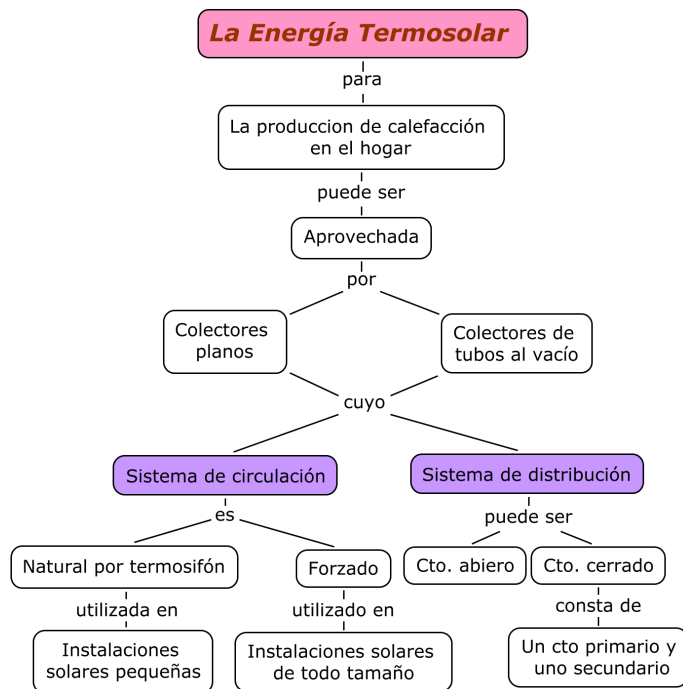 La Energía Termosolar
para
La produccion de calefacción
en el hogar
puede ser
Aprovechada
por
Colectores
planos
Colectores de
tubos al vacío
cuyo
Sistema de circulación
Sistema de distribución
es
puede ser
Natural por termosifón
Forzado
Cto. abiero
Cto. cerrado
utilizada en
utilizado en
consta de
Instalaciones
solares pequeñas
Instalaciones solares
de todo tamaño
Un cto primario y
uno secundario